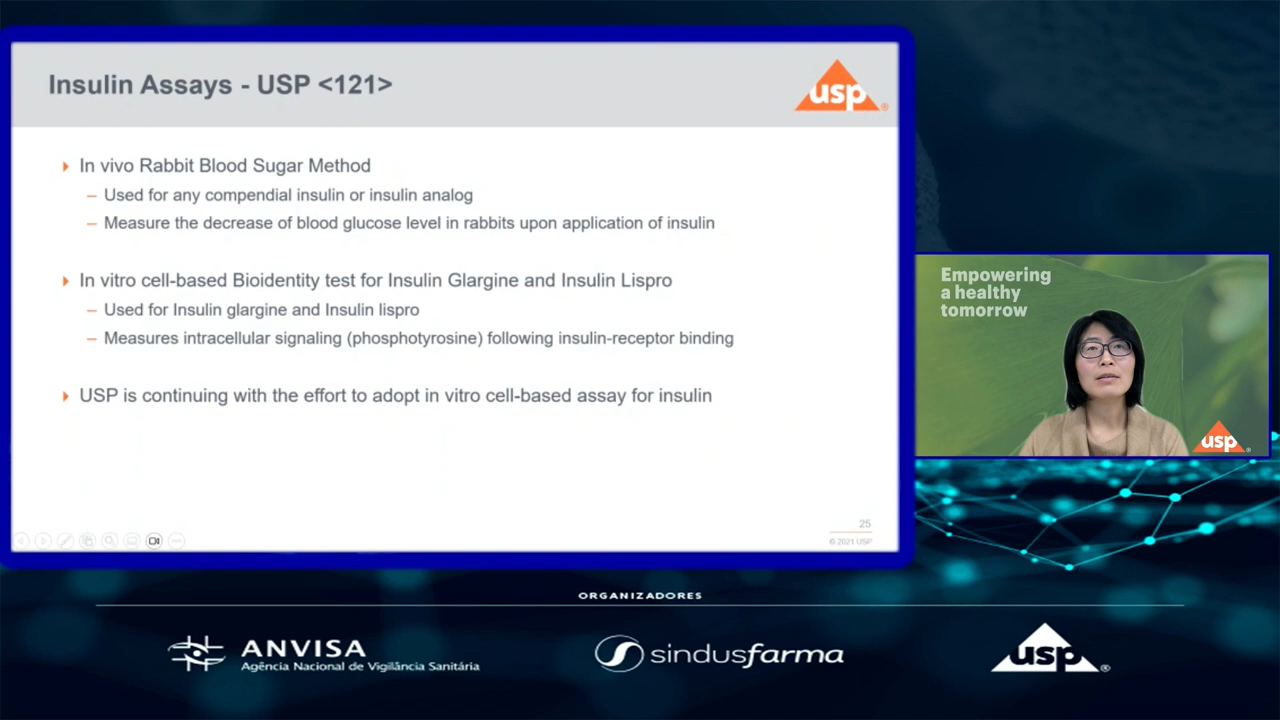 Insulin Assays - USP <121>
usp®
In vivo Rabbit Blood Sugar Method
– Used for any compendial insulin or insulin analog
– Measure the decrease of blood glucose level in rabbits upon application of insulin
In vitro cell-based Bioidentity test for Insulin Glargine and Insulin Lispro
– Used for Insulin glargine and Insulin lispro
– Measures intracellular signaling (phosphotyrosine) following insulin-receptor binding
USP is continuing with the effort to adopt in vitro cell-based assay for insulin
25
© 2021 USP
Empowering
a healthy
tomorrow
usp®
ORGANIZADORES
ANVISA
Agência Nacional de Vigilância Sanitária
sindusfarma
usp®